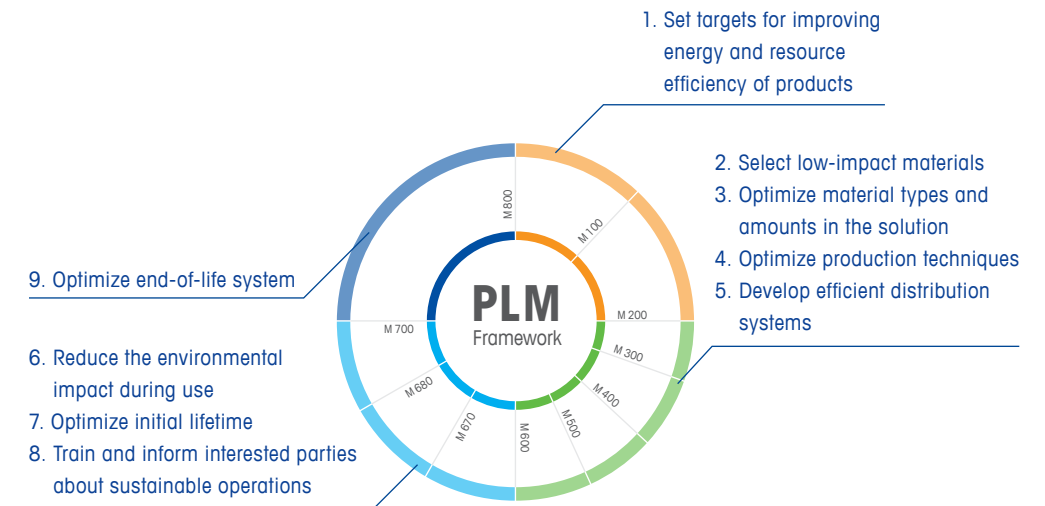 1. Set targets for improving
energy and resource
efficiency of products
2. Select low-impact materials
3. Optimize material types and
amounts in the solution
4. Optimize production techniques
5. Develop efficient distribution
systems
9. Optimize end-of-life system
6. Reduce the environmental
impact during use
7. Optimize initial lifetime
8. Train and inform interested parties
about sustainable operations
PLM
Framework
M 800
M 100
M 200
M 300
M 400
M 500
M 600
M 670
M 680
M 700